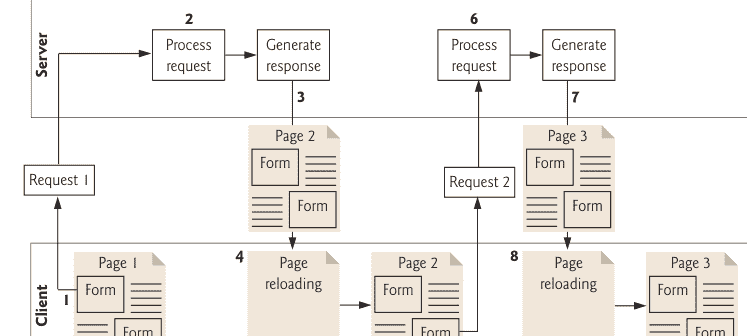 Server
2
Process
request
Generate
response
3
6
Process
request
Generate
response
7
Request 1
Page 2
Form
Form
Request 2
Page 3
Form
Form
Client
1
Page 1
Form
Form
4
Page
reloading
Page 2
Form
Form
8
Page
reloading
Page 3
Form
Form